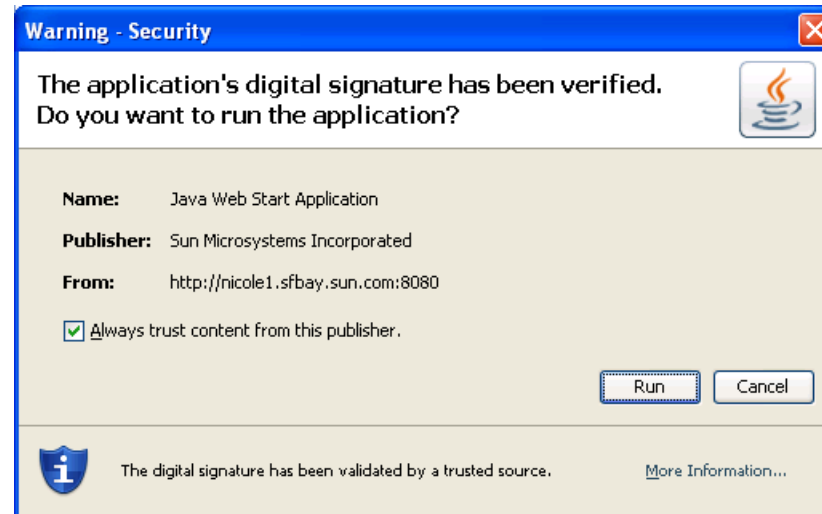 Warning - Security
The application's digital signature has been verified.
Do you want to run the application?
Name: Java Web Start Application
Publisher: Sun Microsystems Incorporated
From: http://nicole1.sfbay.sun.com:8080
Always trust content from this publisher.
Run Cancel
The digital signature has been validated by a trusted source. More Information...